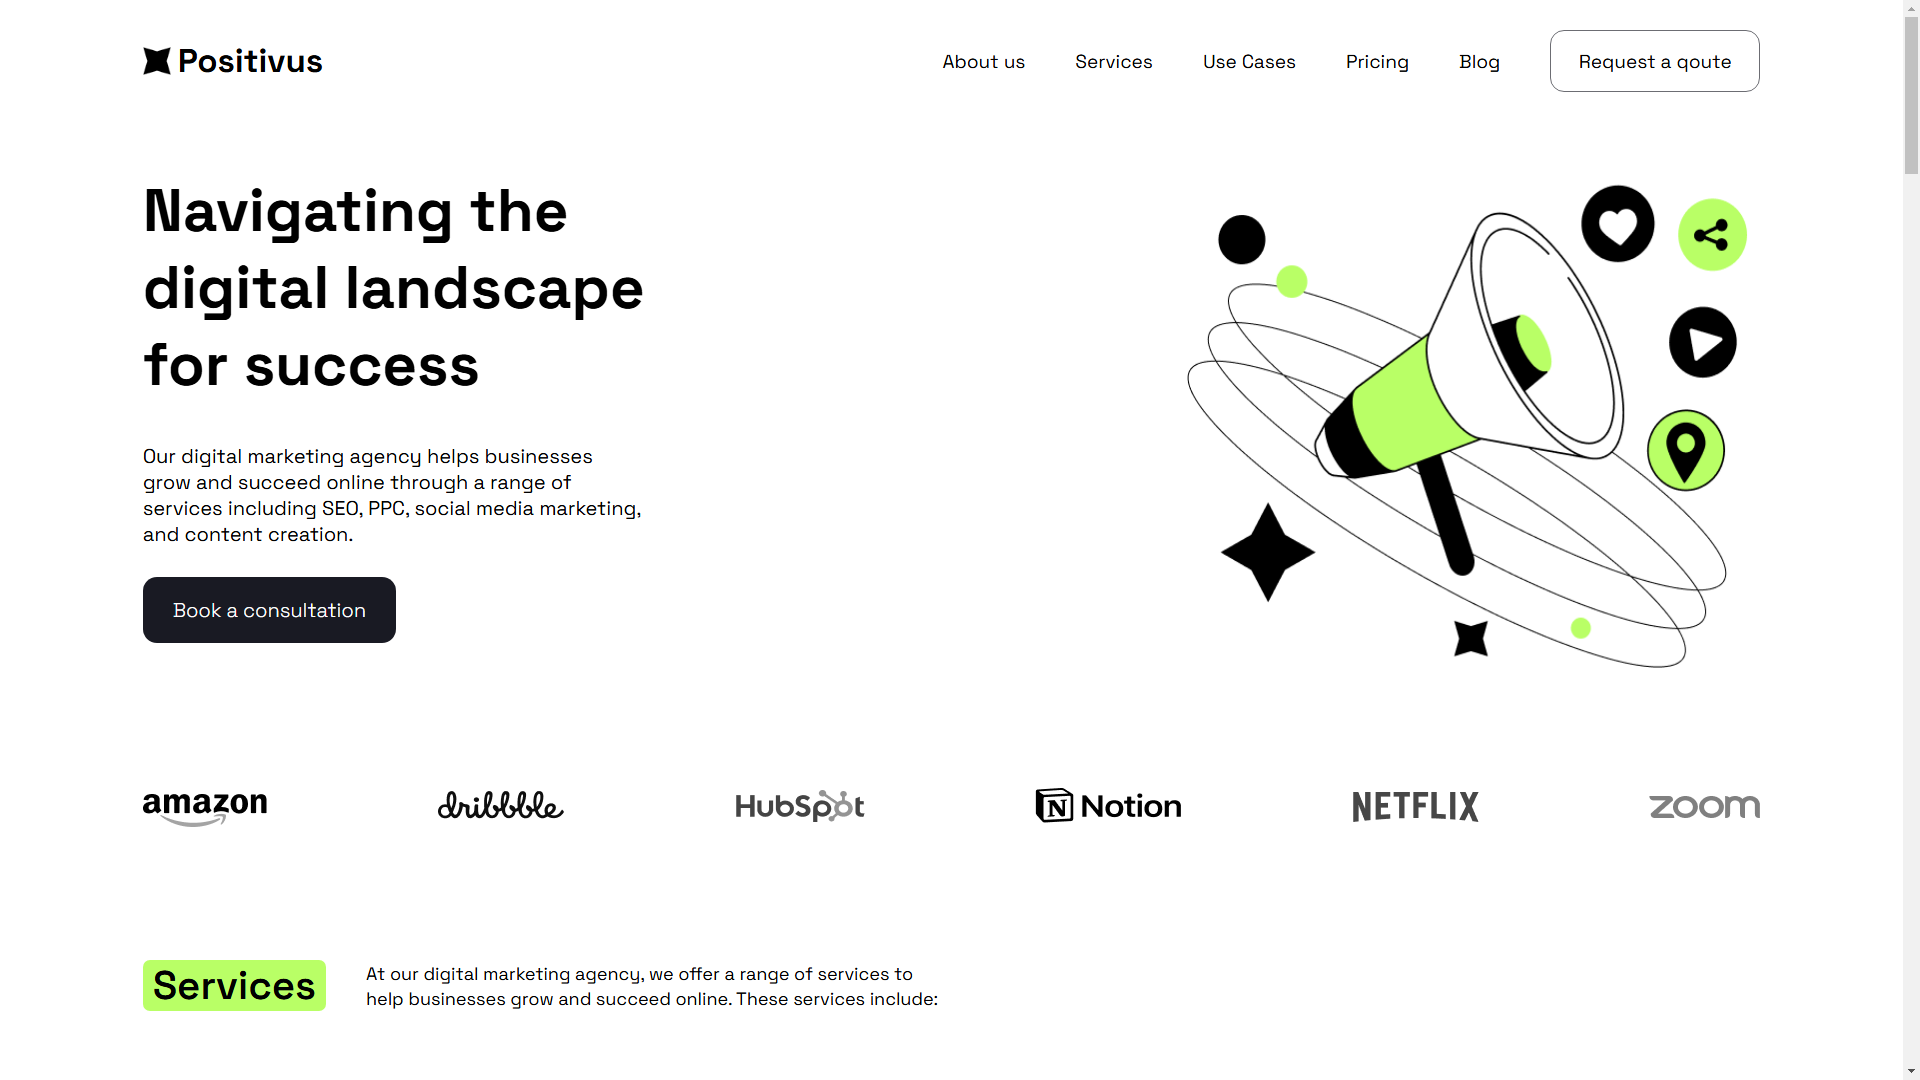 Positivus
About us
Services
Use Cases
Pricing
Blog
Request a qoute
Navigating the
digital landscape
for success
Our digital marketing agency helps businesses
grow and succeed online through a range of
services including SEO, PPC, social media marketing,
and content creation.
Book a consultation
amazon
dribbble
HubSpot
N Notion
NETFLIX
zoom
Services
At our digital marketing agency, we offer a range of services to
help businesses grow and succeed online. These services include: